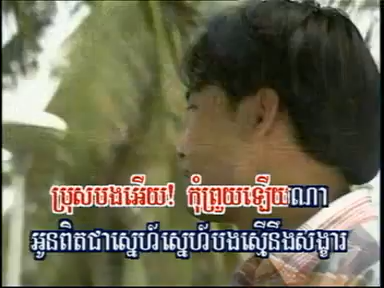 ប្រុសមងអើយ! កុំព្រួយឡើយណា
អូនពិតជាស្នេហ៍ស្នេហ៍បងស្មើនឹងសង្ខារ